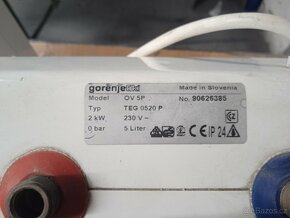 gorenje Made in Slovenia
Model OV 5P No. 90626385
Typ TEG 0520 P
2 kW 230 V ~
0 bar 5 Liter CE IP 24